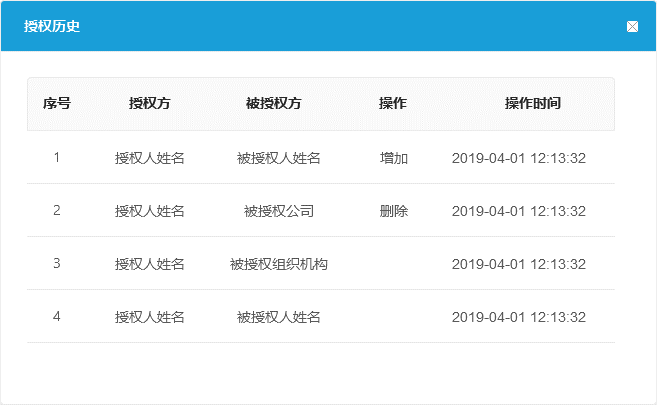 授权历史
序号 授权方 被授权方 操作 操作时间
1 授权人姓名 被授权人姓名 增加 2019-04-01 12:13:32
2 授权人姓名 被授权公司 删除 2019-04-01 12:13:32
3 授权人姓名 被授权组织机构 2019-04-01 12:13:32
4 授权人姓名 被授权人姓名 2019-04-01 12:13:32